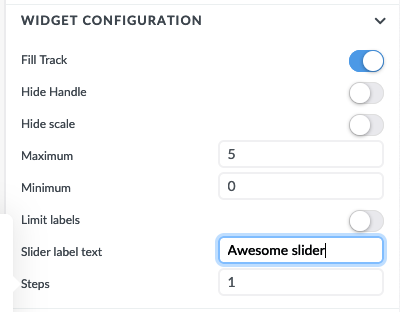 WIDGET CONFIGURATION
Fill Track
Hide Handle
Hide scale
Maximum 5
Minimum 0
Limit labels
Slider label text Awesome slider
Steps 1